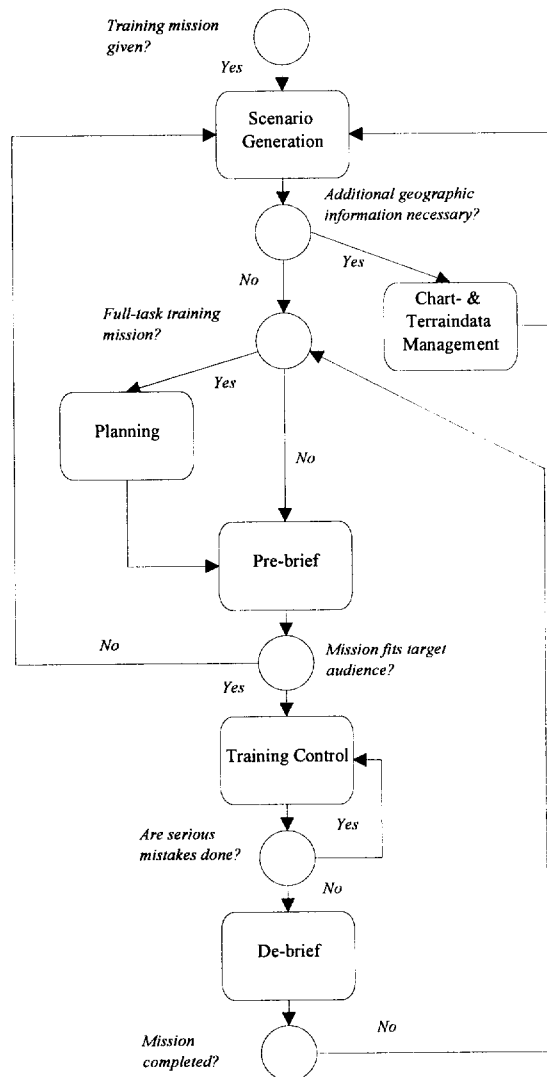 Training mission
given?
Yes
Scenario
Generation
Additional geographic
information necessary?
No
Yes
Chart- &
Terraindata
Management
Full-task training
mission?
Yes
Planning
No
Pre-brief
No
Mission fits target
audience?
Yes
Training Control
Yes
Are serious
mistakes done?
No
De-brief
Mission
completed?
No